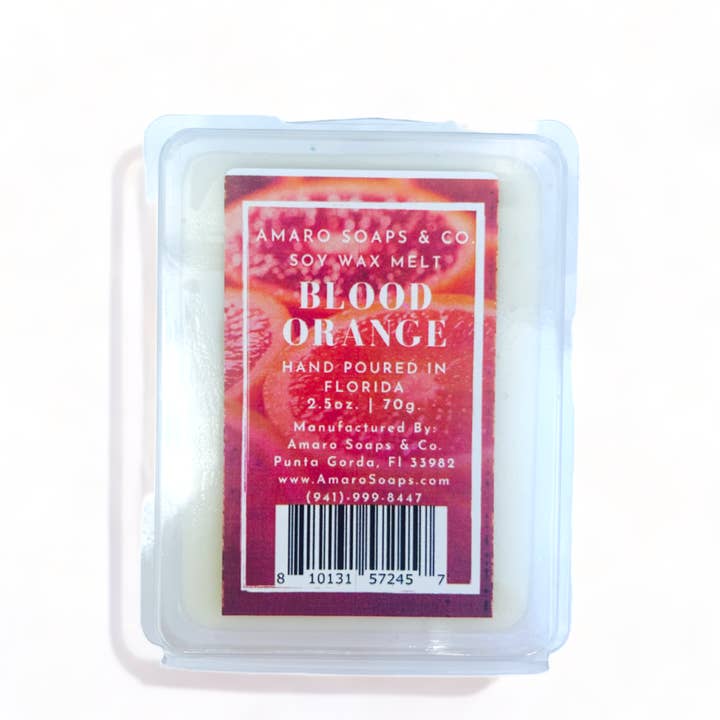 AMARO SOAPS & CO.
SOY WAX MELT
BLOOD
ORANGE
HAND POURED IN
FLORIDA
2.5oz. | 70g.
Manufactured By:
Amaro Soaps & Co.
Punta Gorda, Fl 33982
www.AmaroSoaps.com
(941)-999-8447
8 10131 57245 7